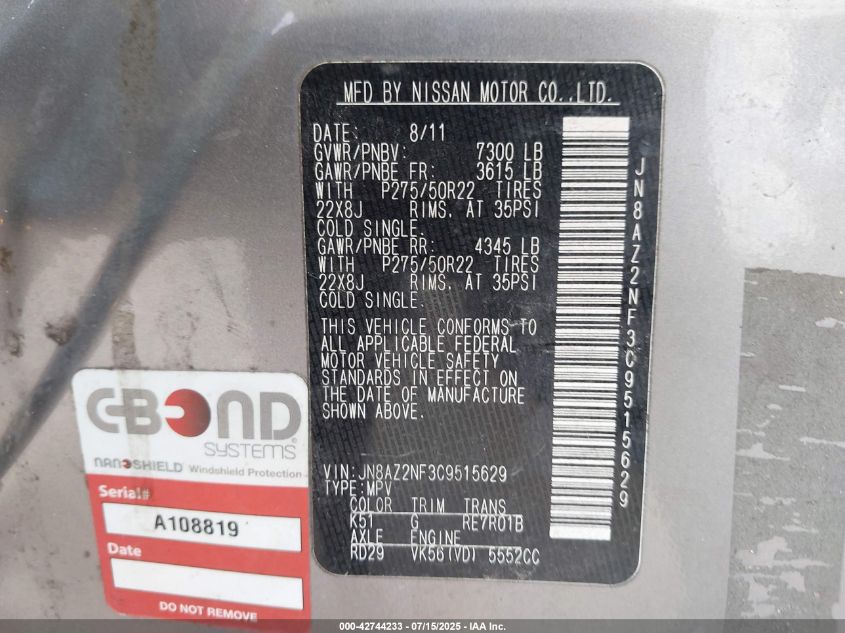 MFD BY NISSAN MOTOR CO.,LTD.
DATE: 8/11
GVWR/PNBV: 7300 LB
GAWR/PNBE FR: 3615 LB
WITH P275/50R22 TIRES
22X8J RIMS, AT 35PSI
COLD SINGLE.
GAWR/PNBE RR: 4345 LB
WITH P275/50R22 TIRES
22X8J RIMS, AT 35PSI
COLD SINGLE.
THIS VEHICLE CONFORMS TO
ALL APPLICABLE FEDERAL
MOTOR VEHICLE SAFETY
STANDARDS IN EFFECT ON
THE DATE OF MANUFACTURE
SHOWN ABOVE.
VIN:JN8AZ2NF3C9515629
TYPE:MPV
COLOR TRIM TRANS
K51 G RE7R01B
AXLE ENGINE
RD29 VK56(VD) 5552CC
JN8AZ2NF3C9515629
C-BOND
SYSTEMS
NANOSHIELD Windshield Protection
Serial#
A108819
Date
DO NOT REMOVE
000-42744233 - 07/15/2025 - IAA Inc.